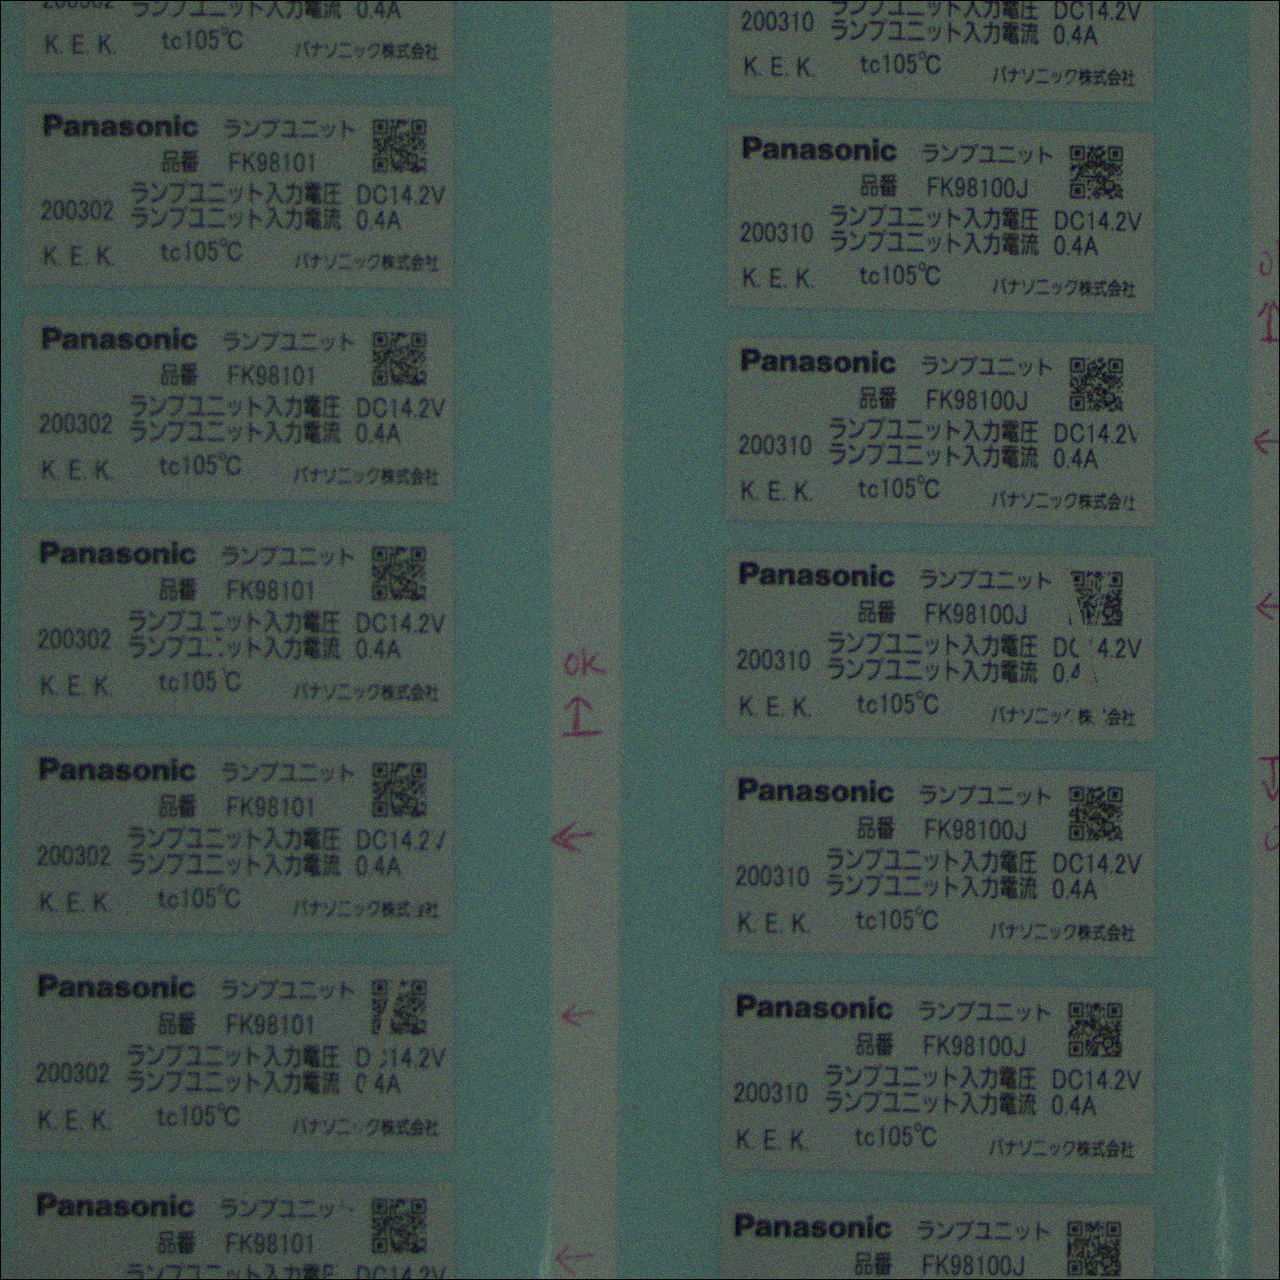 ランプユニット入力電流 0.4A
K. E. K. tc105℃ パナソニック株式会社
Panasonic ランプユニット
品番 FK98101
ランプユニット入力電圧 DC14.2V
200302 ランプユニット入力電流 0.4A
K. E. K. tc105℃ パナソニック株式会社
Panasonic ランプユニット
品番 FK98101
ランプユニット入力電圧 DC14.2V
200302 ランプユニット入力電流 0.4A
K. E. K. tc105℃ パナソニック株式会社
Panasonic ランプユニット
品番 FK98101
ランプユニット入力電圧 DC14.2V
200302 ランプユニット入力電流 0.4A
K. E. K. tc105 C パナソニック株式会社
Panasonic ランプユニット
品番 FK98101
ランプユニット入力電圧 DC14.2
200302 ランプユニット入力電流 0.4A
K. E. K. tc105℃ パナソニック株式 社
Panasonic ランプユニット
品番 FK98101
ランプユニット入力電圧 D 14.2V
200302 ランプユニット入力電流 0 4A
K. E. K. tc105℃ パナソニック株式会社
Panasonic ランプユニッ
品番 FK98101
ランプユニット入力電 DC14.2V
ok
ランプユニット入力電圧 DC14.2V
200310 ランプユニット入力電流 0.4A
K. E. K. tc105℃ パナソニック株式会社
Panasonic ランプユニット
品番 FK98100J
ランプユニット入力電圧 DC14.2V
200310 ランプユニット入力電流 0.4A
K. E. K. tc105℃ パナソニック株式会社
Panasonic ランプユニット
品番 FK98100J
ランプユニット入力電圧 DC14.2V
200310 ランプユニット入力電流 0.4A
K. E. K. tc105℃ パナソニック株式会社
Panasonic ランプユニット
品番 FK98100J
ランプユニット入力電圧 DC 4.2V
200310 ランプユニット入力電流 0.4
K. E. K. tc105℃ パナソニック株 会社
Panasonic ランプユニット
品番 FK98100J
ランプユニット入力電圧 DC14.2V
200310 ランプユニット入力電流 0.4A
K. E. K. tc105℃ パナソニック株式会社
Panasonic ランプユニット
品番 FK98100J
ランプユニット入力電圧 DC14.2V
200310 ランプユニット入力電流 0.4A
K. E. K. tc105℃ パナソニック株式会社
Panasonic ランプユニット
品番 FK98100J